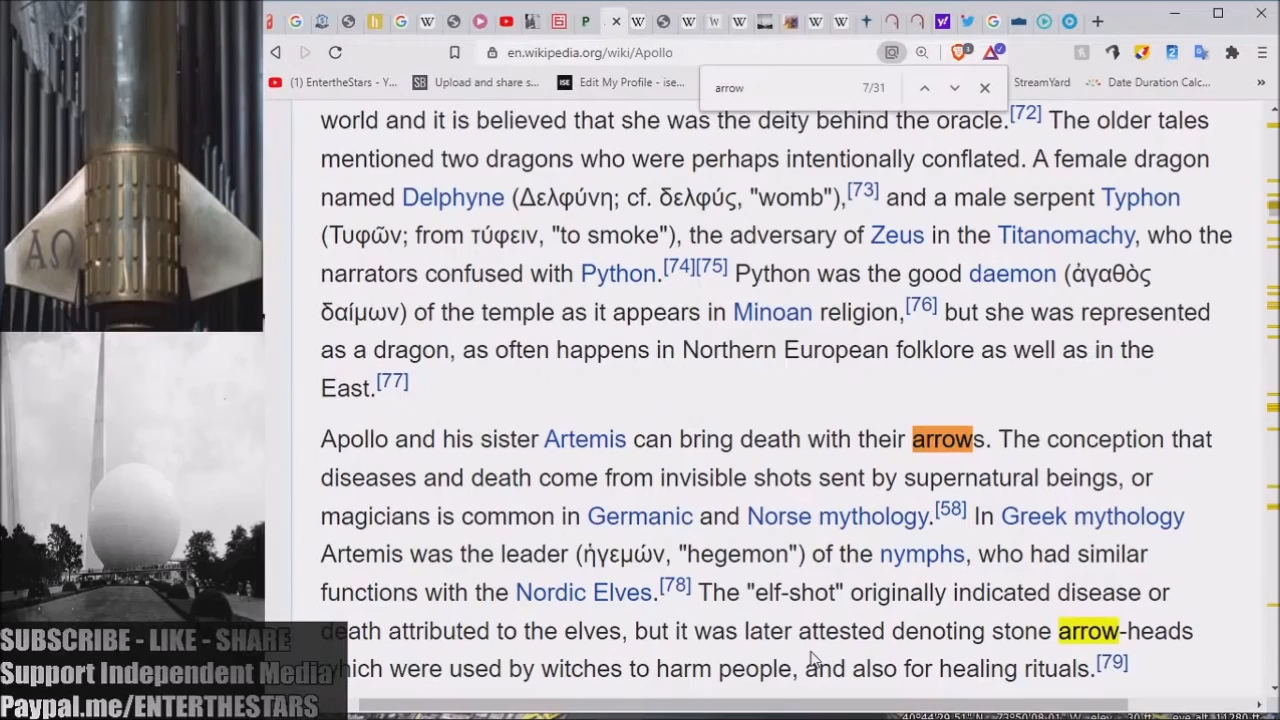 en.wikipedia.org/wiki/Apollo
(1) EntertheStars - Y...
Upload and share s...
Edit My Profile - ise...
StreamYard
Date Duration Calc...
arrow
7/31
world and it is believed that she was the deity behind the oracle.[72] The older tales
mentioned two dragons who were perhaps intentionally conflated. A female dragon
named Delphyne (Δελφύνη; cf. δελφύς, "womb"),[73] and a male serpent Typhon
(Τυφῶν; from τύφειν, "to smoke"), the adversary of Zeus in the Titanomachy, who the
narrators confused with Python.[74][75] Python was the good daemon (ἀγαθὸς
δαίμων) of the temple as it appears in Minoan religion,[76] but she was represented
as a dragon, as often happens in Northern European folklore as well as in the
East.[77]
Apollo and his sister Artemis can bring death with their arrows. The conception that
diseases and death come from invisible shots sent by supernatural beings, or
magicians is common in Germanic and Norse mythology.[58] In Greek mythology
Artemis was the leader (ἡγεμών, "hegemon") of the nymphs, who had similar
functions with the Nordic Elves.[78] The "elf-shot" originally indicated disease or
death attributed to the elves, but it was later attested denoting stone arrow-heads
which were used by witches to harm people, and also for healing rituals.[79]
ΑΩ
SUBSCRIBE - LIKE - SHARE
Support Independent Media
Paypal.me/ENTERTHESTARS